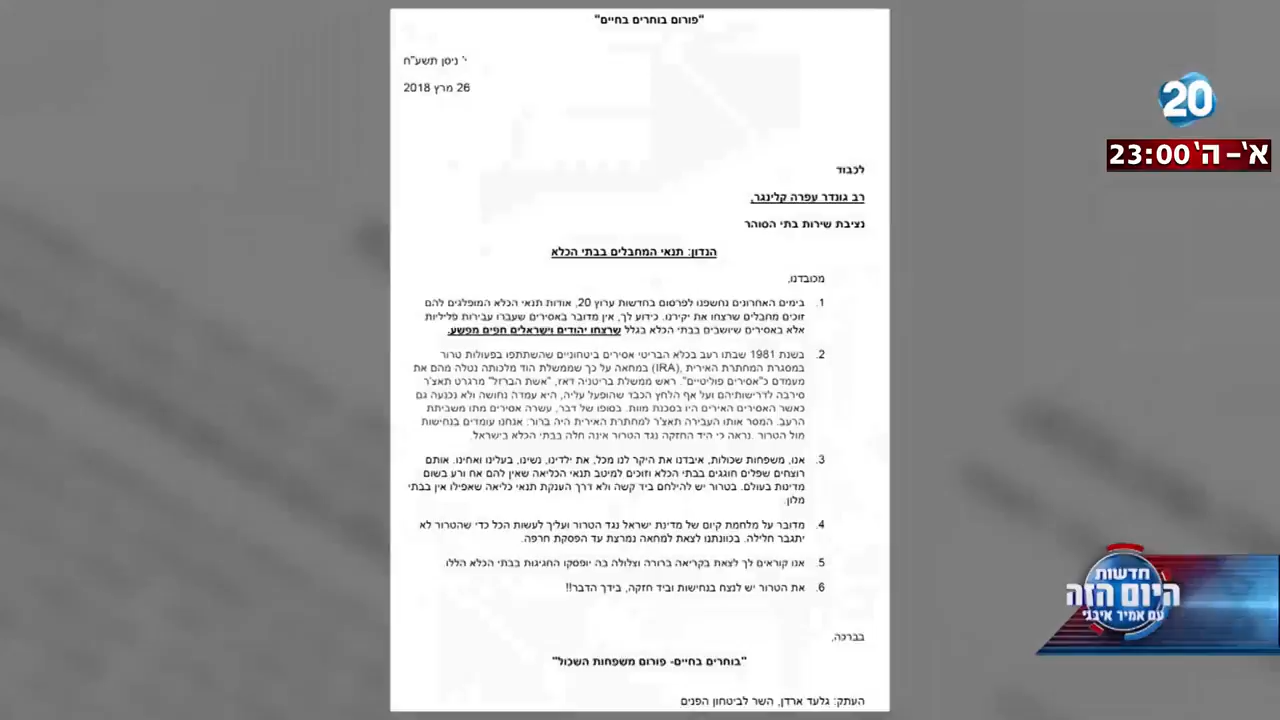 "פורום בוחרים בחיים"
י' ניסן תשע"ח
26 מרץ 2018
לכבוד
רב גונדר עפרה קלינגר,
נציבת שירות בתי הסוהר
הנדון: תנאי המחבלים בבתי הכלא
מכובדנו,
1. בימים האחרונים נחשפנו לפרסום בחדשות ערוץ 20, אודות תנאי הכלא המופלגים להם
זוכים מחבלים שרצחו את יקירנו. כידוע לך, אין מדובר באסירים שעברו עבירות פליליות
אלא באסירים שיושבים בבתי הכלא בגלל שרצחו יהודים וישראלים חפים מפשע.
2. בשנת 1981 שבתו רעב בכלא הבריטי אסירים ביטחוניים שהשתתפו בפעולות טרור
במסגרת המחתרת האירית ,(IRA) במחאה על כך שממשלת הוד מלכותה נטלה מהם את
מעמדם כ"אסירים פוליטיים". ראש ממשלת בריטניה דאז, "אשת הברזל" מרגרט תאצ'ר
סירבה לדרישותיהם ועל אף הלחץ הכבד שהופעל עליה, היא עמדה נחושה ולא נכנעה גם
כאשר האסירים האירים היו בסכנת מוות. בסופו של דבר, עשרה אסירים מתו משביתת
הרעב. המסר אותו העבירה תאצ'ר למחתרת האירית היה ברור: אנחנו עומדים בנחישות
מול הטרור .נראה כי היד החזקה נגד הטרור אינה חלה בבתי הכלא בישראל.
3. אנו, משפחות שכולות, איבדנו את היקר לנו מכל, את ילדינו, נשינו, בעלינו ואחינו. אותם
רוצחים שפלים חוגגים בבתי הכלא וזוכים למיטב תנאי הכליאה שאין להם אח ורע בשום
מדינות בעולם. בטרור יש להילחם ביד קשה ולא דרך הענקת תנאי כליאה שאפילו אין בבתי
מלון.
4. מדובר על מלחמת קיום של מדינת ישראל נגד הטרור ועליך לעשות הכל כדי שהטרור לא
יתגבר חלילה. בכוונתנו לצאת למחאה נמרצת עד הפסקת חרפה.
5. אנו קוראים לך לצאת בקריאה ברורה וצלולה בה יופסקו החגיגות בבתי הכלא הללו.
6. את הטרור יש לנצח בנחישות וביד חזקה, בידך הדבר!!
בברכה,
"בוחרים בחיים- פורום משפחות השכול"
העתק: גלעד ארדן, השר לביטחון הפנים
20
א'-ה' 23:00
חדשות
היום הזה
עם אמיר איבגי